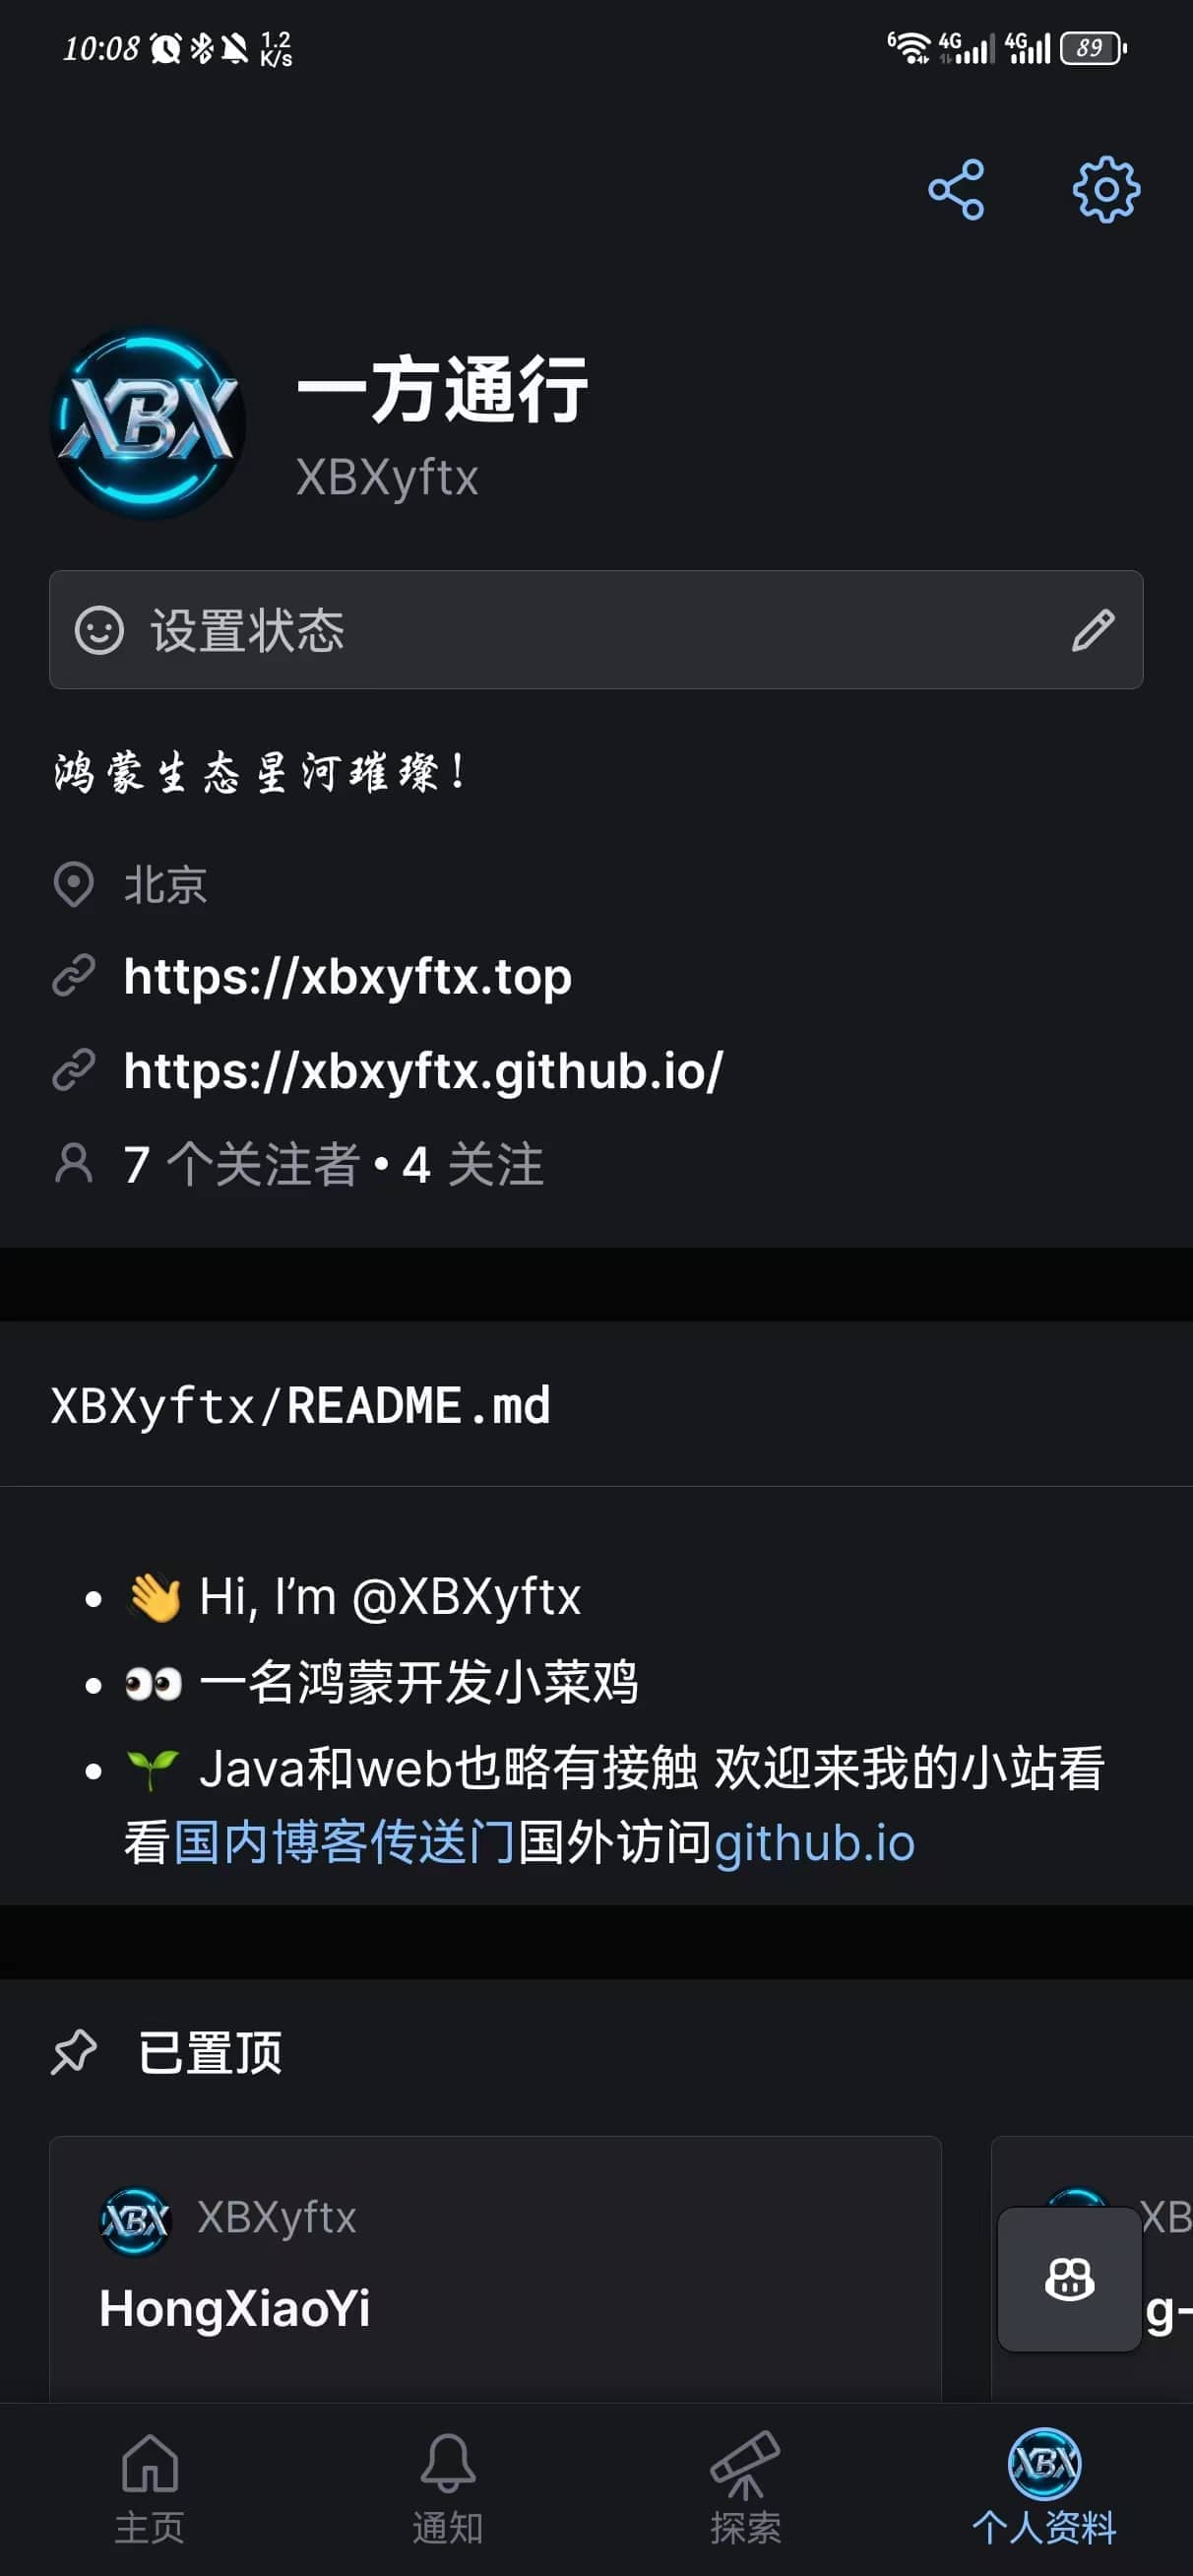 10:08 1.2 K/s 6 4G 4G 89
XBX 一方通行
XBXyftx
设置状态
鸿蒙生态星河璀璨!
北京
https://xbxyftx.top
https://xbxyftx.github.io/
7 个关注者 • 4 关注
XBXyftx/README.md
• 👋 Hi, I’m @XBXyftx
• 👀 一名鸿蒙开发小菜鸡
• 🌱 Java和web也略有接触 欢迎来我的小站看
看国内博客传送门国外访问github.io
已置顶
XBX XBXyftx XB
HongXiaoYi g-
XBX
主页 通知 探索 个人资料